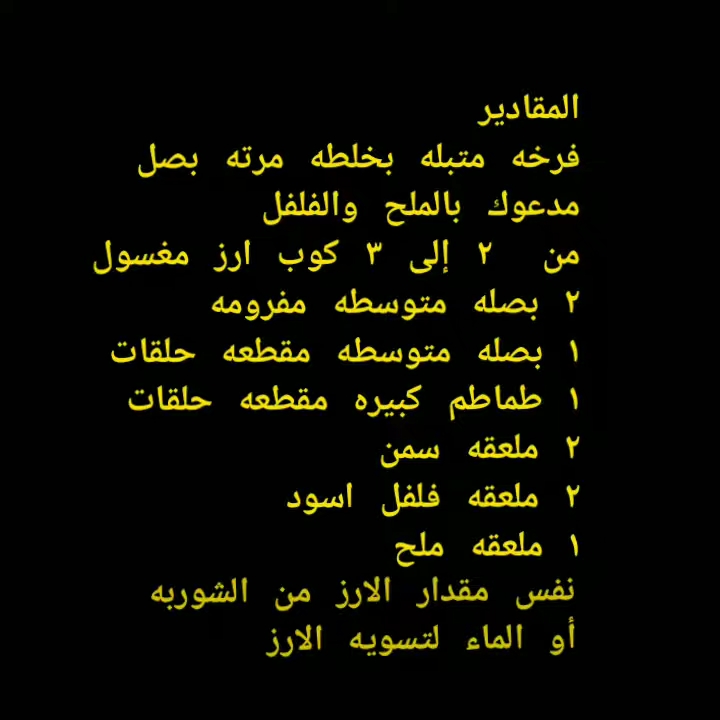 المقادير
فرخه متبله بخلطه مرته بصل
مدعوك بالملح والفلفل
من ٢ إلى ٣ كوب ارز مغسول
٢ بصله متوسطه مفرومه
١ بصله متوسطه مقطعه حلقات
١ طماطم كبيره مقطعه حلقات
٢ ملعقه سمن
٢ ملعقه فلفل اسود
١ ملعقه ملح
نفس مقدار الارز من الشوربه
أو الماء لتسويه الارز